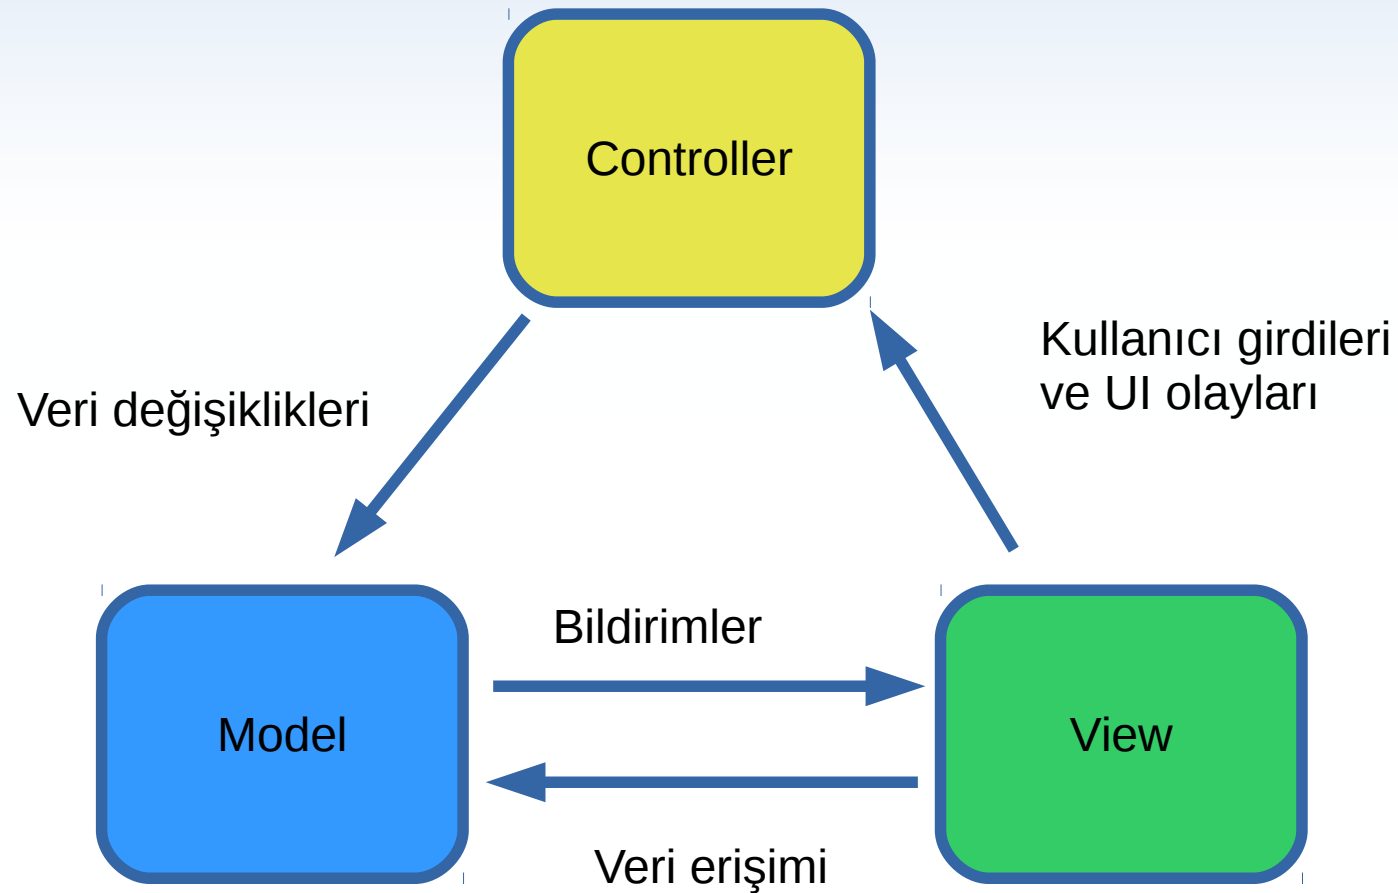 Controller
Kullanıcı girdileri
ve UI olayları
Veri değişiklikleri
Bildirimler
Model
View
Veri erişimi